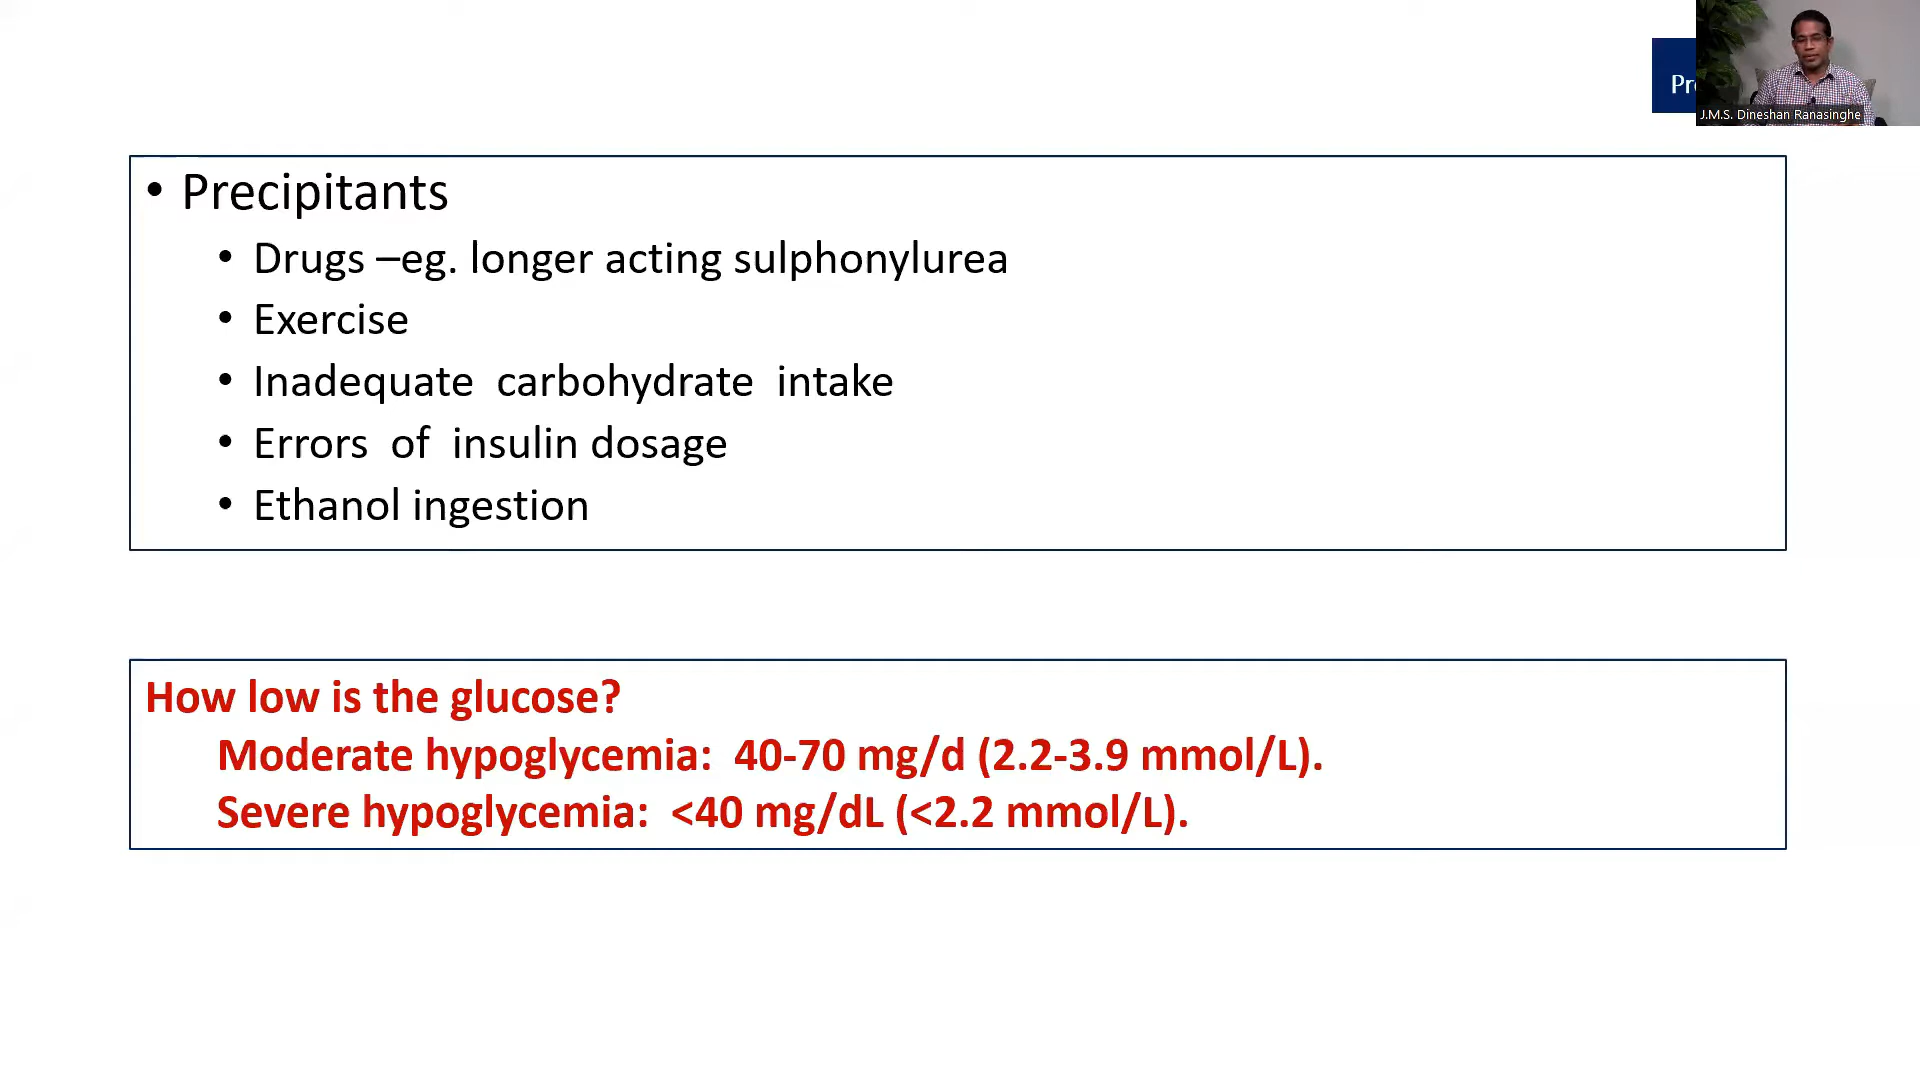 Pr
J.M.S. Dineshan Ranasinghe
• Precipitants
• Drugs –eg. longer acting sulphonylurea
• Exercise
• Inadequate carbohydrate intake
• Errors of insulin dosage
• Ethanol ingestion
How low is the glucose?
Moderate hypoglycemia: 40-70 mg/d (2.2-3.9 mmol/L).
Severe hypoglycemia: <40 mg/dL (<2.2 mmol/L).